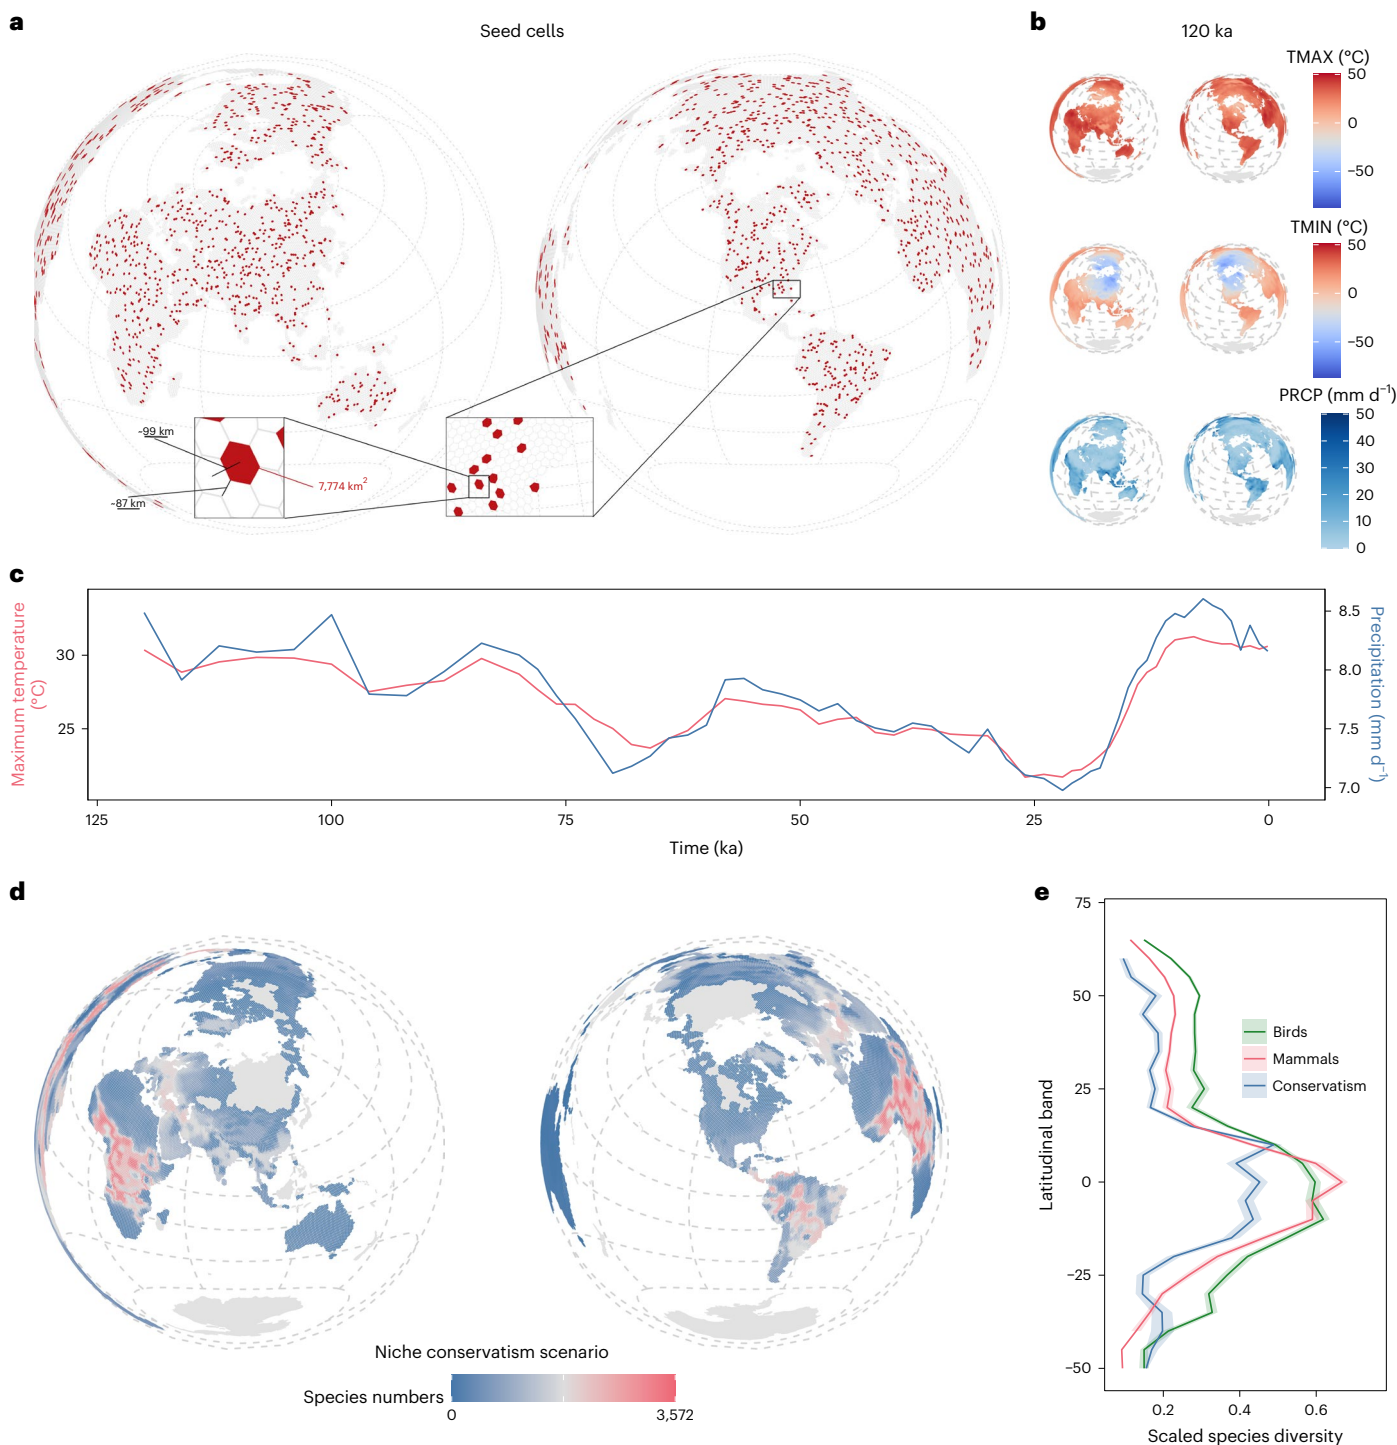 a
Seed cells
~99 km
~87 km
7,774 km²
b
120 ka
TMAX (°C)
50
0
−50
TMIN (°C)
50
0
−50
PRCP (mm d⁻¹)
50
40
30
20
10
0
c
Maximum temperature
(°C)
30
25
Precipitation (mm d⁻¹)
8.5
8.0
7.5
7.0
125
100
75
50
25
0
Time (ka)
d
Niche conservatism scenario
Species numbers
0
3,572
e
Latitudinal band
75
50
25
0
−25
−50
Birds
Mammals
Conservatism
0.2
0.4
0.6
Scaled species diversity